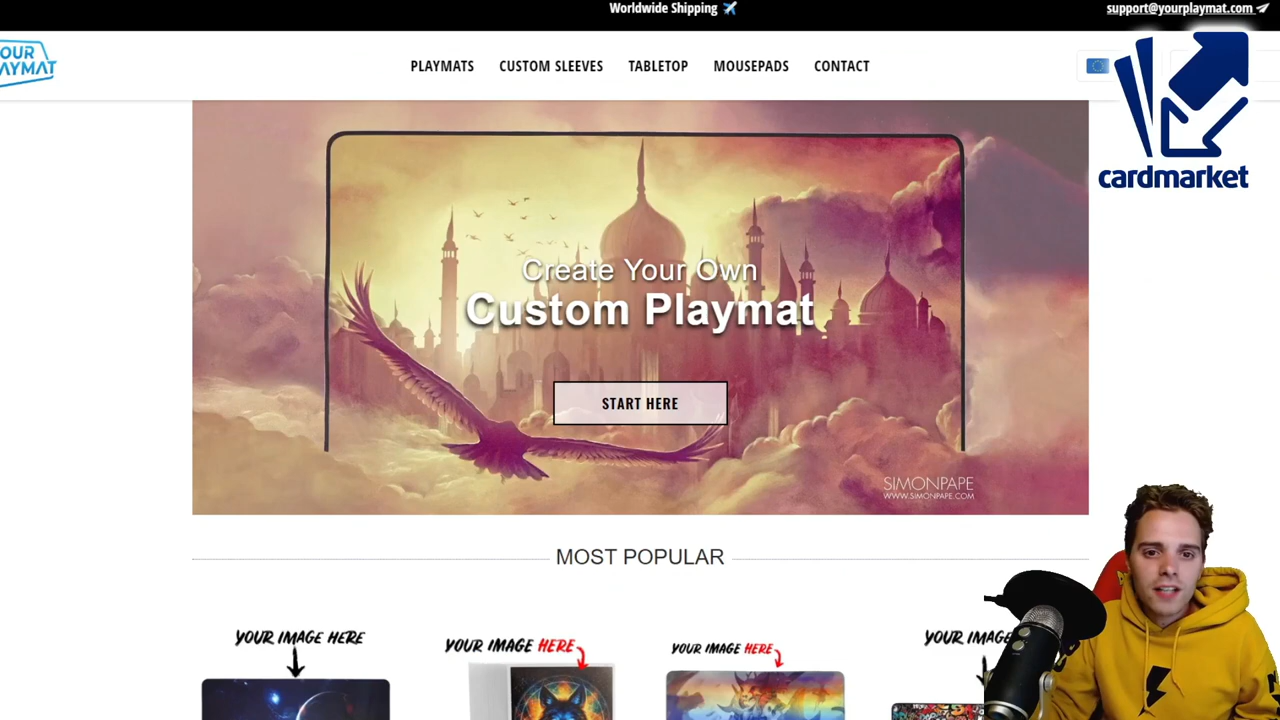 Worldwide Shipping
support@yourplaymat.com
OUR
AYMAT
PLAYMATS CUSTOM SLEEVES TABLETOP MOUSEPADS CONTACT
cardmarket
Create Your Own
Custom Playmat
START HERE
SIMONPAPE
WWW.SIMONPAPE.COM
MOST POPULAR
YOUR IMAGE HERE
YOUR IMAGE HERE
YOUR IMAGE HERE
YOUR IMAG